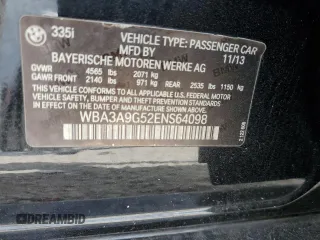 335i
VEHICLE TYPE: PASSENGER CAR
MFD. BY:
11/13
BAYERISCHE MOTOREN WERKE AG
GVWR 4565 lbs 2071 kg
GAWR FRONT 2140 lbs 971 kg REAR 2535 lbs 1150 kg
THIS VEHICLE CONFORMS TO ALL APPLICABLE
FEDERAL MOTOR VEHICLE SAFETY,
BUMPER, AND THEFT PREVENTION
STANDARDS IN EFFECT ON THE DATE
OF MANUFACTURE SHOWN ABOVE.
WBA3A9G52ENS64098
©AUTOBIDMASTER